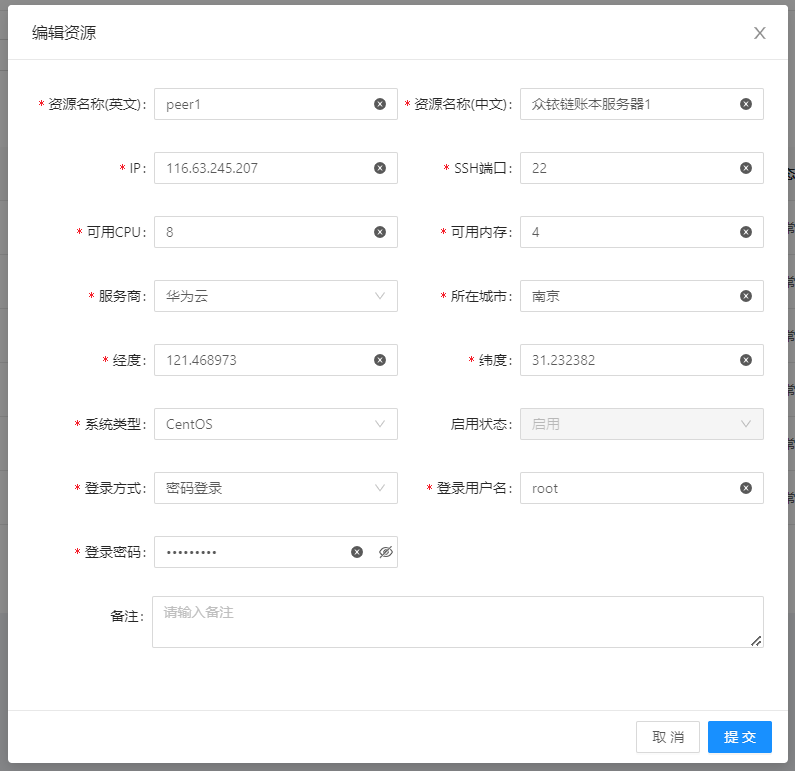 编辑资源
* 资源名称(英文): peer1 * 资源名称(中文): 众铱链账本服务器1
* IP: 116.63.245.207 * SSH端口: 22
* 可用CPU: 8 * 可用内存: 4
* 服务商: 华为云 * 所在城市: 南京
* 经度: 121.468973 * 纬度: 31.232382
* 系统类型: CentOS 启用状态: 启用
* 登录方式: 密码登录 * 登录用户名: root
* 登录密码: •••••••••
备注: 请输入备注
取 消 提 交